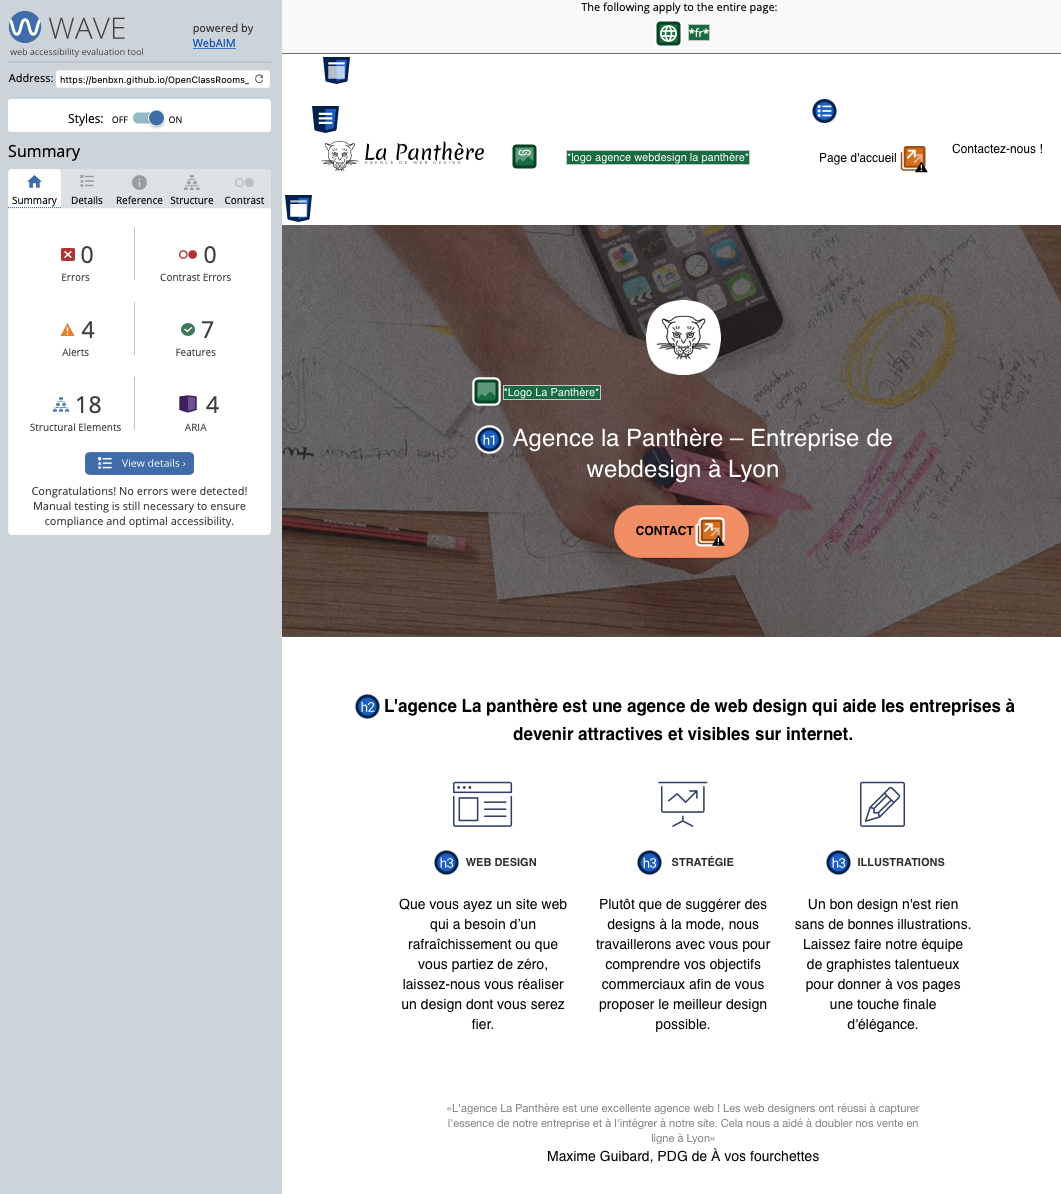 WAVE
web accessibility evaluation tool
powered by
WebAIM
Address: https://benbxn.github.io/OpenClassRooms_
Styles: OFF ON
Summary
Summary Details Reference Structure Contrast
0
Errors
0
Contrast Errors
4
Alerts
7
Features
18
Structural Elements
4
ARIA
View details ›
Congratulations! No errors were detected!
Manual testing is still necessary to ensure
compliance and optimal accessibility.
The following apply to the entire page:
*fr*
La Panthère
AGENCE DE WEB DESIGN
*logo agence webdesign la panthère*
Page d'accueil
Contactez-nous !
*Logo La Panthère*
h1 Agence la Panthère – Entreprise de
webdesign à Lyon
CONTACT
h2 L'agence La panthère est une agence de web design qui aide les entreprises à
devenir attractives et visibles sur internet.
h3 WEB DESIGN
Que vous ayez un site web
qui a besoin d’un
rafraîchissement ou que
vous partiez de zéro,
laissez-nous vous réaliser
un design dont vous serez
fier.
h3 STRATÉGIE
Plutôt que de suggérer des
designs à la mode, nous
travaillerons avec vous pour
comprendre vos objectifs
commerciaux afin de vous
proposer le meilleur design
possible.
h3 ILLUSTRATIONS
Un bon design n'est rien
sans de bonnes illustrations.
Laissez faire notre équipe
de graphistes talentueux
pour donner à vos pages
une touche finale
d'élégance.
«L'agence La Panthère est une excellente agence web ! Les web designers ont réussi à capturer
l'essence de notre entreprise et à l'intégrer à notre site. Cela nous a aidé à doubler nos vente en
ligne à Lyon»
Maxime Guibard, PDG de À vos fourchettes